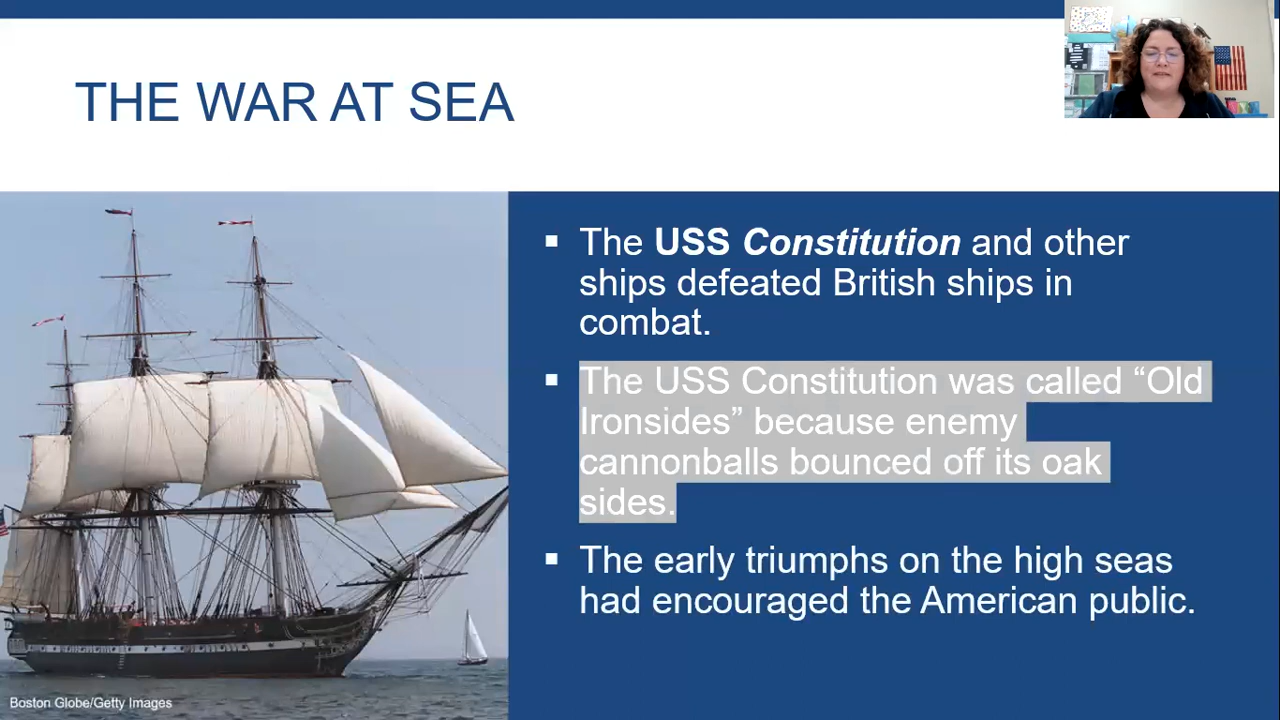 THE WAR AT SEA
▪ The USS Constitution and other
ships defeated British ships in
combat.
▪ The USS Constitution was called “Old
Ironsides” because enemy
cannonballs bounced off its oak
sides.
▪ The early triumphs on the high seas
had encouraged the American public.
Boston Globe/Getty Images